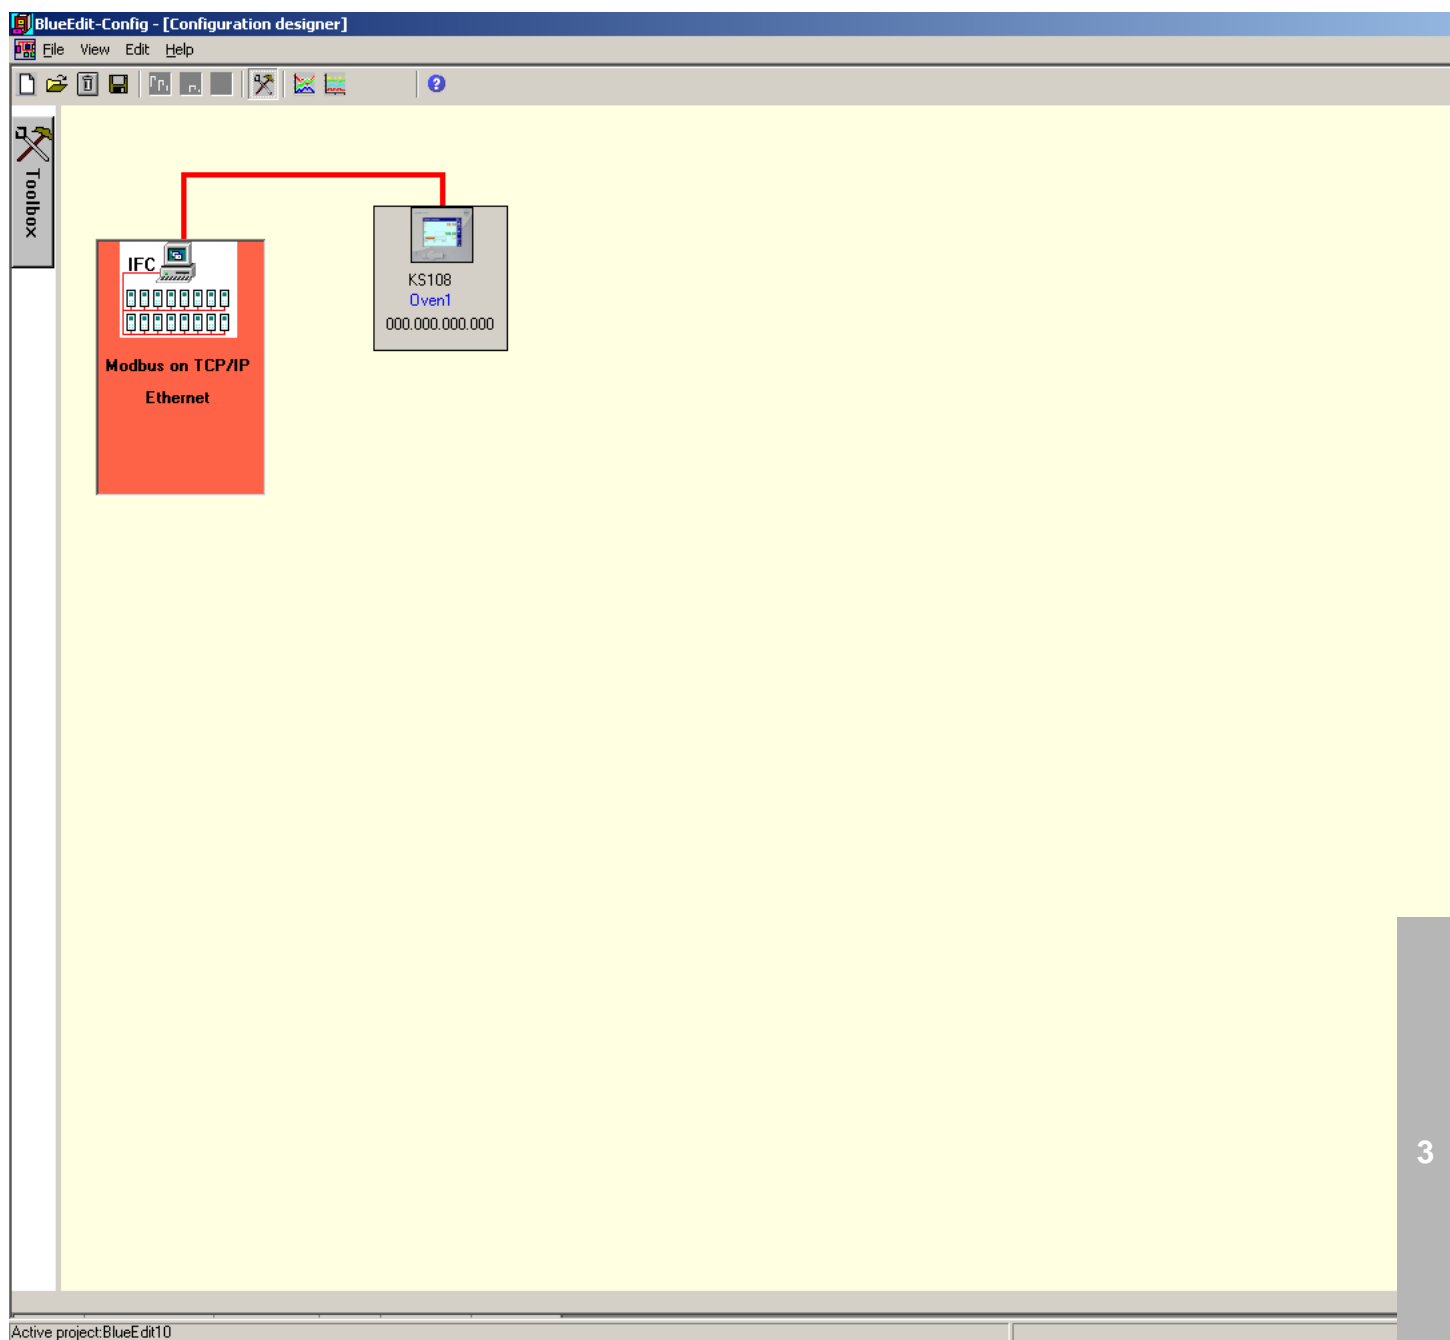 BlueEdit-Config - [Configuration designer]
File View Edit Help
Toolbox
IFC
Modbus on TCP/IP
Ethernet
KS108
Oven1
000.000.000.000
3
Active project:BlueEdit10